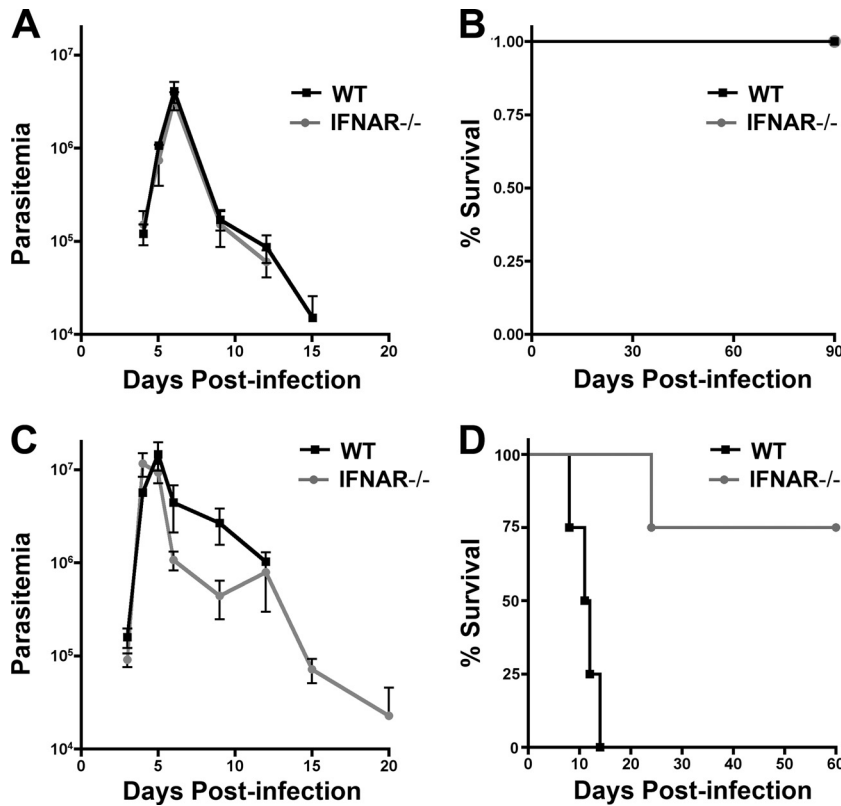 A
Parasitemia
10⁷
10⁶
10⁵
10⁴
WT
IFNAR-/-
0 5 10 15 20
Days Post-infection
B
% Survival
1.00
0.75
0.50
0.25
0.00
WT
IFNAR-/-
0 30 60 90
Days Post-infection
C
Parasitemia
10⁷
10⁶
10⁵
10⁴
WT
IFNAR-/-
0 5 10 15 20
Days Post-infection
D
% Survival
100
75
50
25
0
WT
IFNAR-/-
0 10 20 30 40 50 60
Days Post-infection